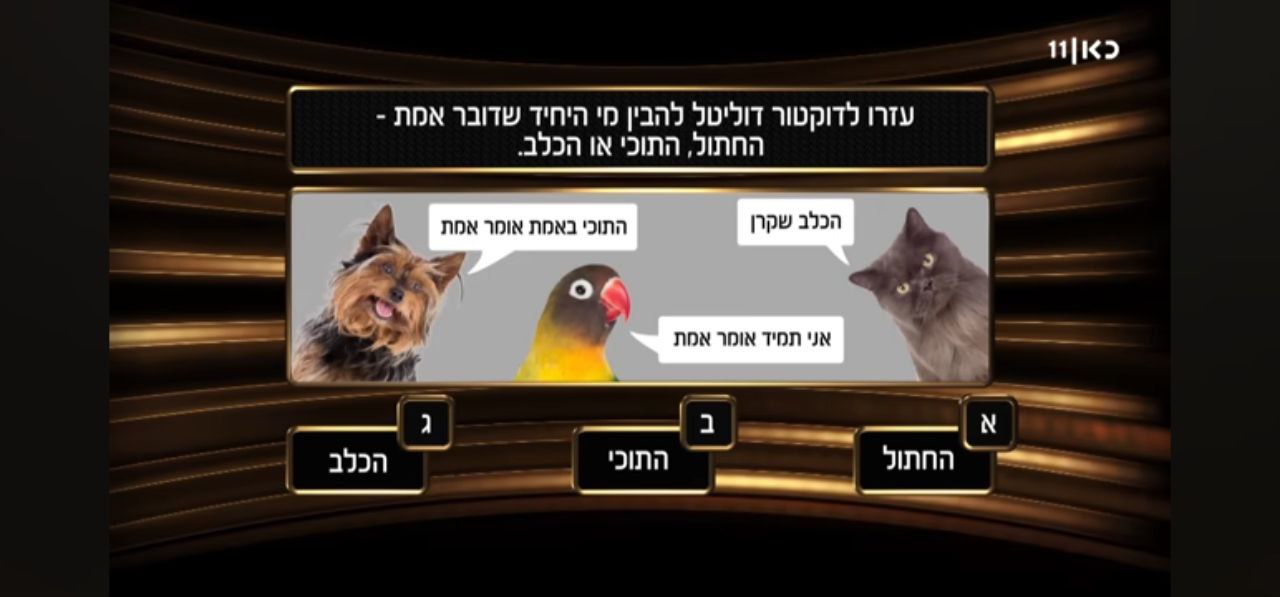 כאן|11
עזרו לדוקטור דוליטל להבין מי היחיד שדובר אמת -
החתול, התוכי או הכלב.
הכלב שקרן
התוכי באמת אומר אמת
אני תמיד אומר אמת
א
החתול
ב
התוכי
ג
הכלב